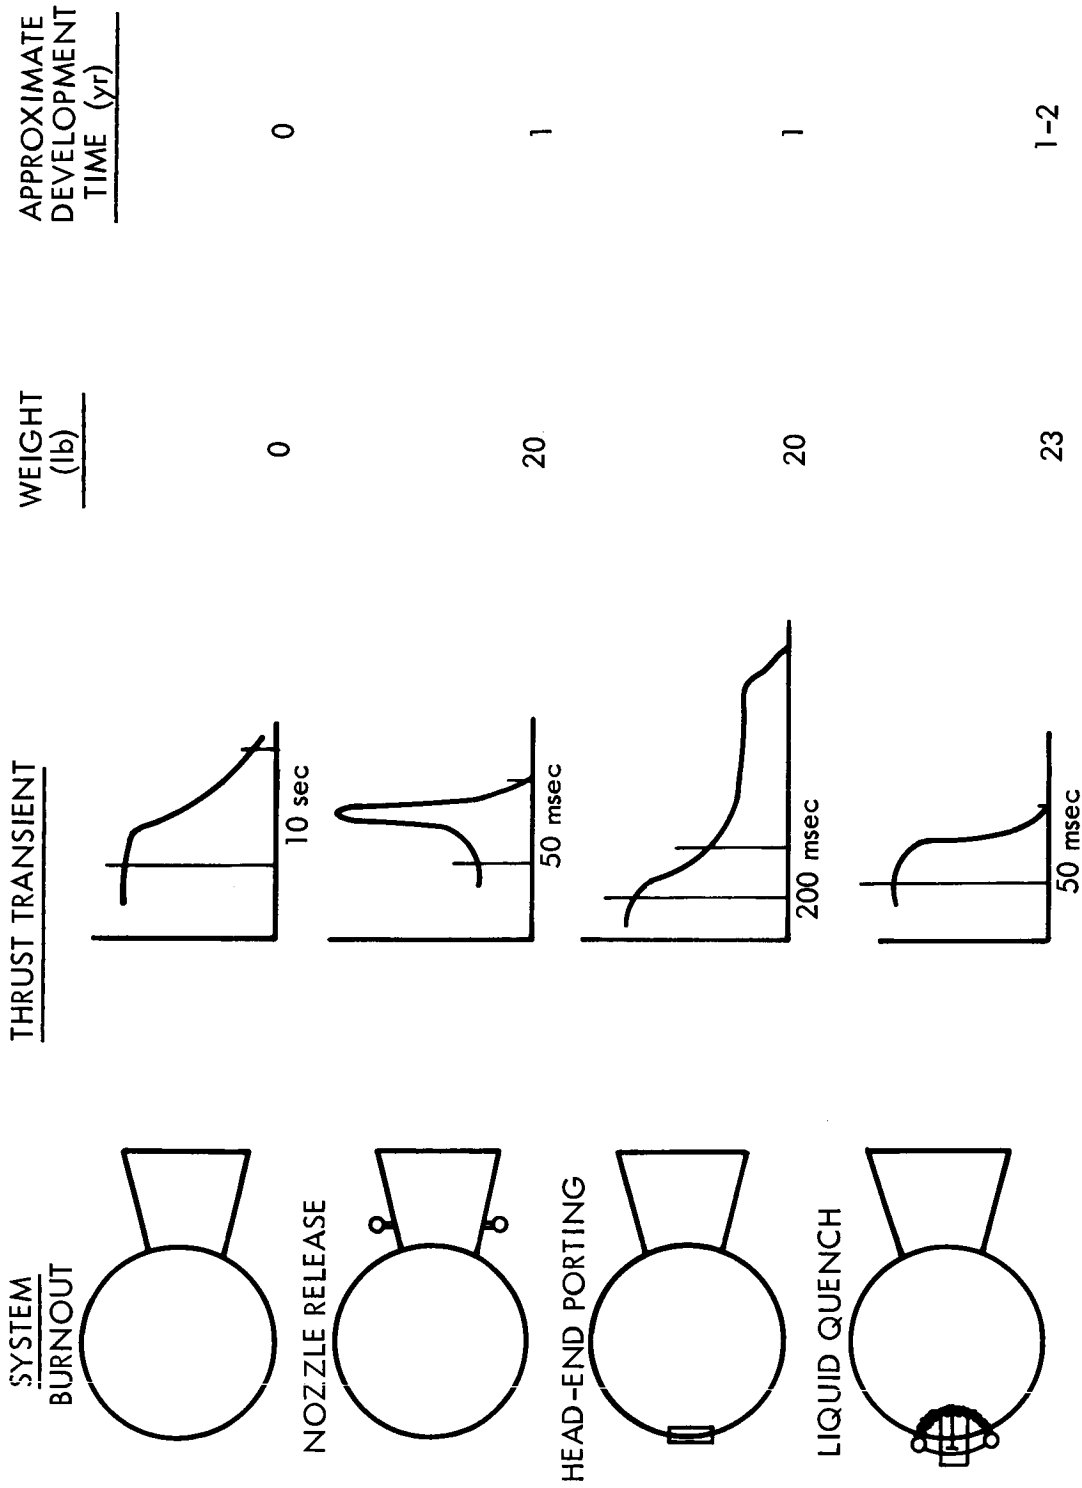 SYSTEM
THRUST TRANSIENT
WEIGHT
(lb)
APPROXIMATE
DEVELOPMENT
TIME (yr)
BURNOUT
10 sec
0
0
NOZZLE RELEASE
50 msec
20
1
HEAD-END PORTING
200 msec
20
1
LIQUID QUENCH
50 msec
23
1-2